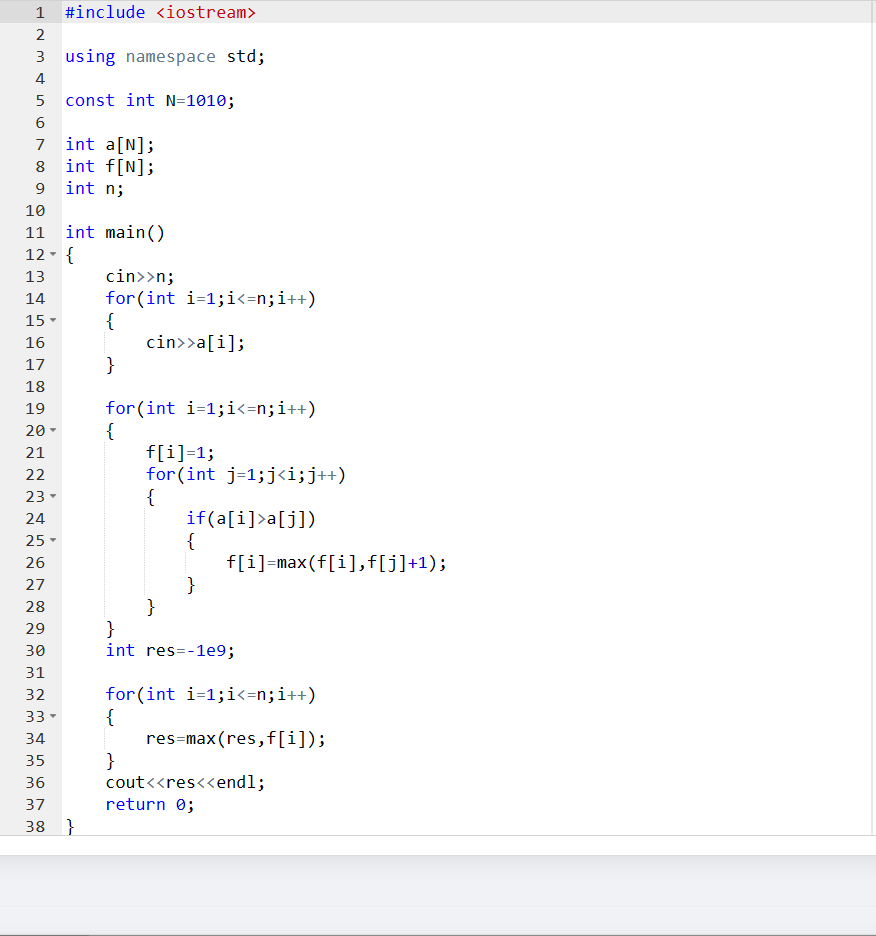 1 #include <iostream>
2
3 using namespace std;
4
5 const int N=1010;
6
7 int a[N];
8 int f[N];
9 int n;
10
11 int main()
12 {
13     cin>>n;
14     for(int i=1;i<=n;i++)
15     {
16         cin>>a[i];
17     }
18
19     for(int i=1;i<=n;i++)
20     {
21         f[i]=1;
22         for(int j=1;j<i;j++)
23         {
24             if(a[i]>a[j])
25             {
26                 f[i]=max(f[i],f[j]+1);
27             }
28         }
29     }
30     int res=-1e9;
31
32     for(int i=1;i<=n;i++)
33     {
34         res=max(res,f[i]);
35     }
36     cout<<res<<endl;
37     return 0;
38 }